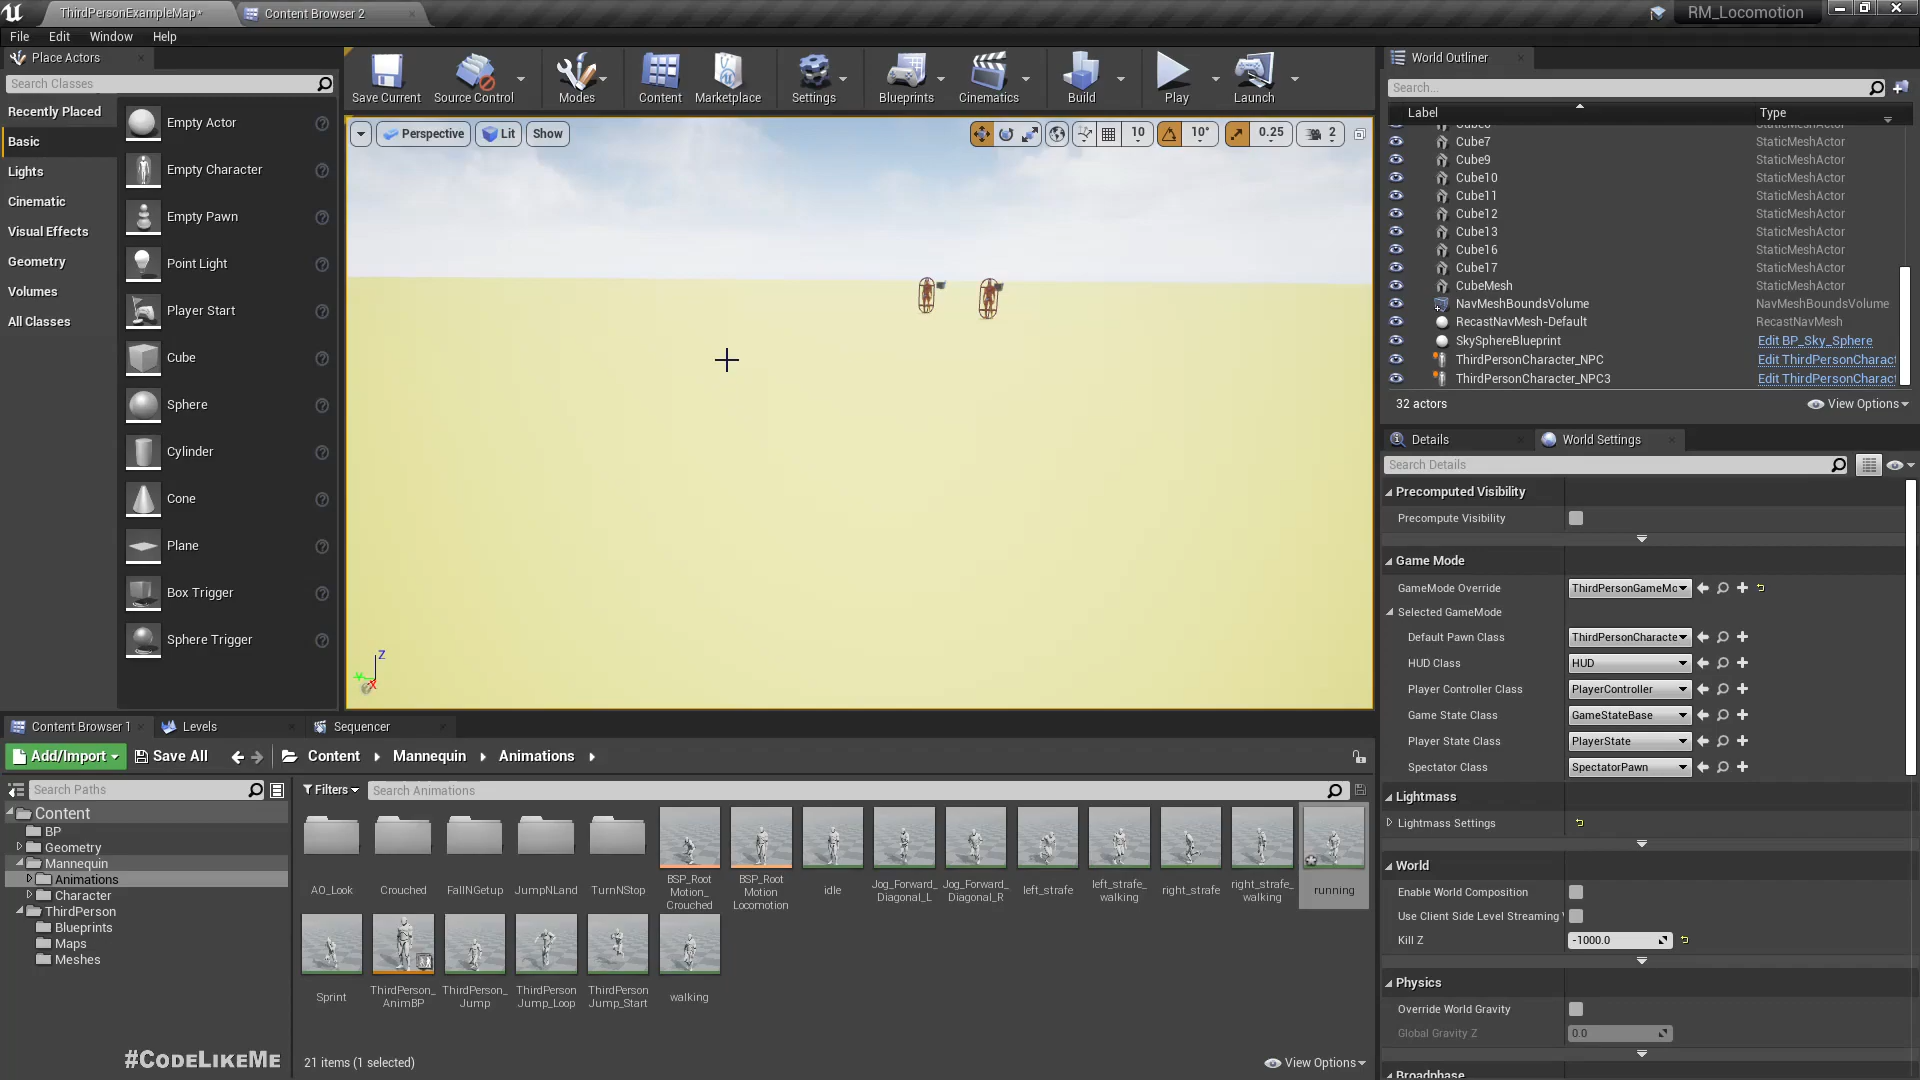 ThirdPersonExampleMap*
Content Browser 2
RM_Locomotion
File Edit Window Help
Place Actors
Search Classes
Recently Placed
Basic
Lights
Cinematic
Visual Effects
Geometry
Volumes
All Classes
Empty Actor
Empty Character
Empty Pawn
Point Light
Player Start
Cube
Sphere
Cylinder
Cone
Plane
Box Trigger
Sphere Trigger
Save Current
Source Control
Modes
Content
Marketplace
Settings
Blueprints
Cinematics
Build
Play
Launch
Perspective
Lit
Show
10
10°
0.25
2
Z
Y
X
World Outliner
Search...
Label Type
Cube7 StaticMeshActor
Cube9 StaticMeshActor
Cube10 StaticMeshActor
Cube11 StaticMeshActor
Cube12 StaticMeshActor
Cube13 StaticMeshActor
Cube16 StaticMeshActor
Cube17 StaticMeshActor
CubeMesh StaticMeshActor
NavMeshBoundsVolume NavMeshBoundsVolume
RecastNavMesh-Default RecastNavMesh
SkySphereBlueprint Edit BP_Sky_Sphere
ThirdPersonCharacter_NPC Edit ThirdPersonCharact
ThirdPersonCharacter_NPC3 Edit ThirdPersonCharact
32 actors
View Options
Details
World Settings
Search Details
Precomputed Visibility
Precompute Visibility
Game Mode
GameMode Override ThirdPersonGameMo
Selected GameMode
Default Pawn Class ThirdPersonCharacte
HUD Class HUD
Player Controller Class PlayerController
Game State Class GameStateBase
Player State Class PlayerState
Spectator Class SpectatorPawn
Lightmass
Lightmass Settings
World
Enable World Composition
Use Client Side Level Streaming
Kill Z -1000.0
Physics
Override World Gravity
Global Gravity Z 0.0
Broadphase
Content Browser 1
Levels
Sequencer
Add/Import
Save All
Content
Mannequin
Animations
Search Paths
Filters
Search Animations
Content
BP
Geometry
Mannequin
Animations
Character
ThirdPerson
Blueprints
Maps
Meshes
AO_Look
Crouched
FallNGetup
JumpNLand
TurnNStop
BSP_Root
Motion_
Crouched
BSP_Root
Motion
Locomotion
idle
Jog_Forward_
Diagonal_L
Jog_Forward_
Diagonal_R
left_strafe
left_strafe_
walking
right_strafe
right_strafe_
walking
running
Sprint
ThirdPerson_
AnimBP
ThirdPerson_
Jump
ThirdPerson
Jump_Loop
ThirdPerson
Jump_Start
walking
#CodeLikeMe
21 items (1 selected)
View Options